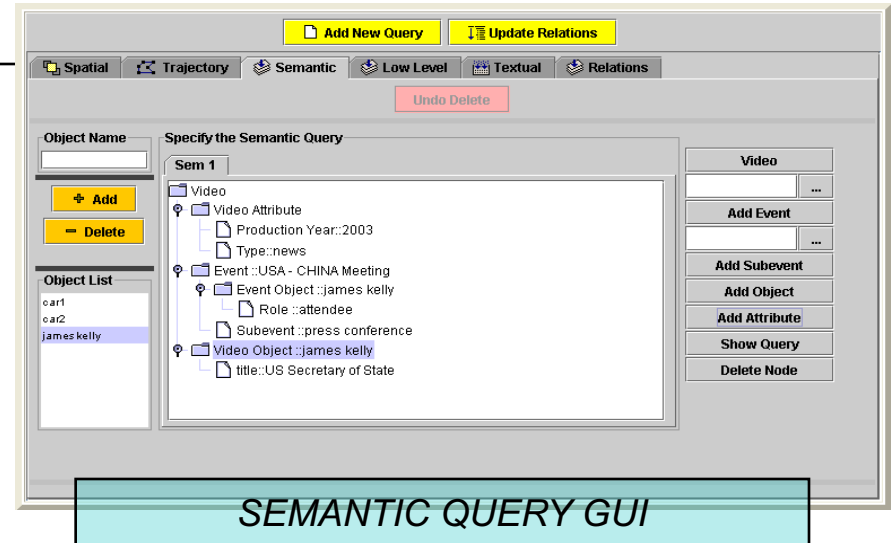 Add New Query Update Relations
Spatial Trajectory Semantic Low Level Textual Relations
Undo Delete
Object Name
Add
Delete
Object List
car1
car2
james kelly
Specify the Semantic Query
Sem 1
Video
Video Attribute
Production Year::2003
Type::news
Event ::USA - CHINA Meeting
Event Object ::james kelly
Role ::attendee
Subevent ::press conference
Video Object ::james kelly
title::US Secretary of State
Video
...
Add Event
...
Add Subevent
Add Object
Add Attribute
Show Query
Delete Node
SEMANTIC QUERY GUI